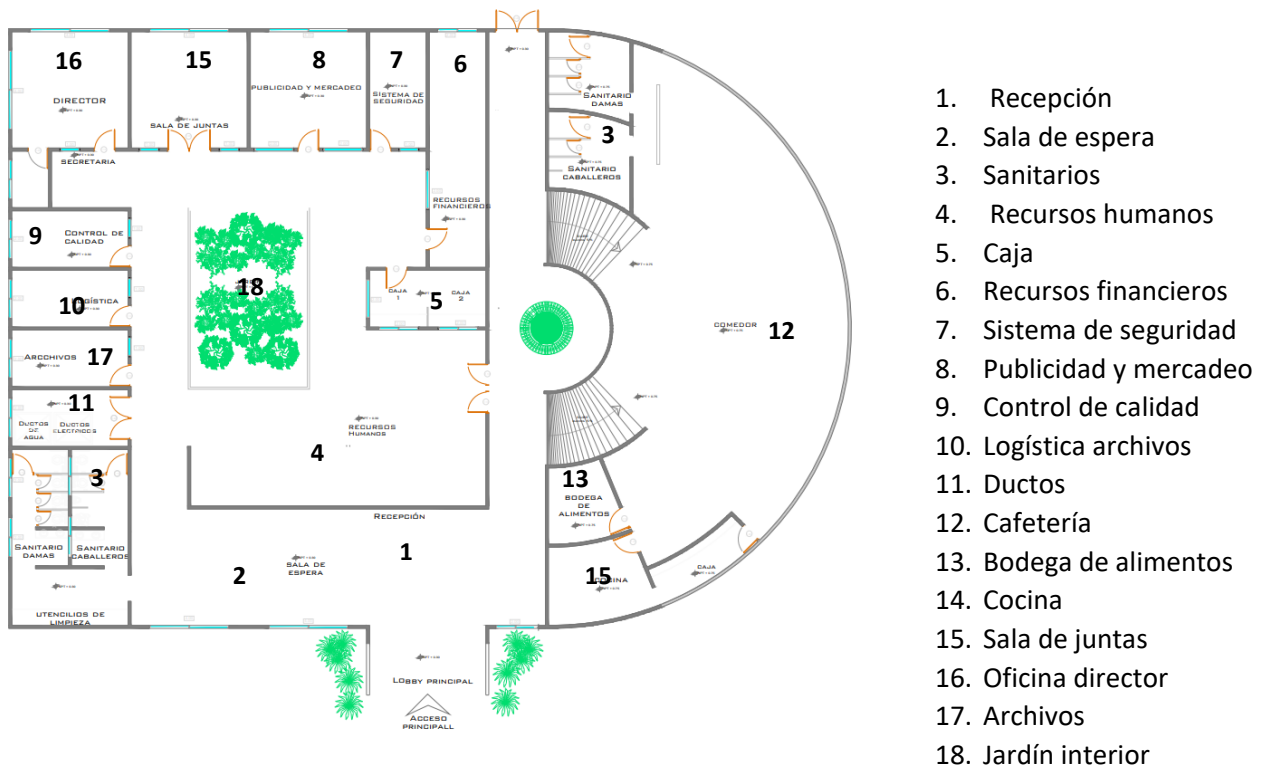 16
15
8
7
6
DIRECTOR
SALA DE JUNTAS
PUBLICIDAD Y MERCADEO
SISTEMA DE
SEGURIDAD
SANITARIO
DAMAS
3
SANITARIO
CABALLEROS
SECRETARIA
RECURSOS
FINANCIEROS
9
CONTROL DE
CALIDAD
18
10
17
ARCCHIVOS
CAJA
1
5
CAJA
2
COMEDOR
12
11
DUCTOS
DE
AGUA
DUCTOS
ELECTRICOS
RECURSOS
HUMANOS
4
3
SANITARIO
DAMAS
SANITARIO
CABALLEROS
13
BODEGA
DE
ALIMENTOS
RECEPCIÓN
1
2
SALA DE
ESPERA
15
CAJA
UTENCILIOS DE
LIMPIEZA
LOBBY PRINCIPAL
ACCESO
PRINCIPALL
1. Recepción
2. Sala de espera
3. Sanitarios
4. Recursos humanos
5. Caja
6. Recursos financieros
7. Sistema de seguridad
8. Publicidad y mercadeo
9. Control de calidad
10. Logística archivos
11. Ductos
12. Cafetería
13. Bodega de alimentos
14. Cocina
15. Sala de juntas
16. Oficina director
17. Archivos
18. Jardín interior